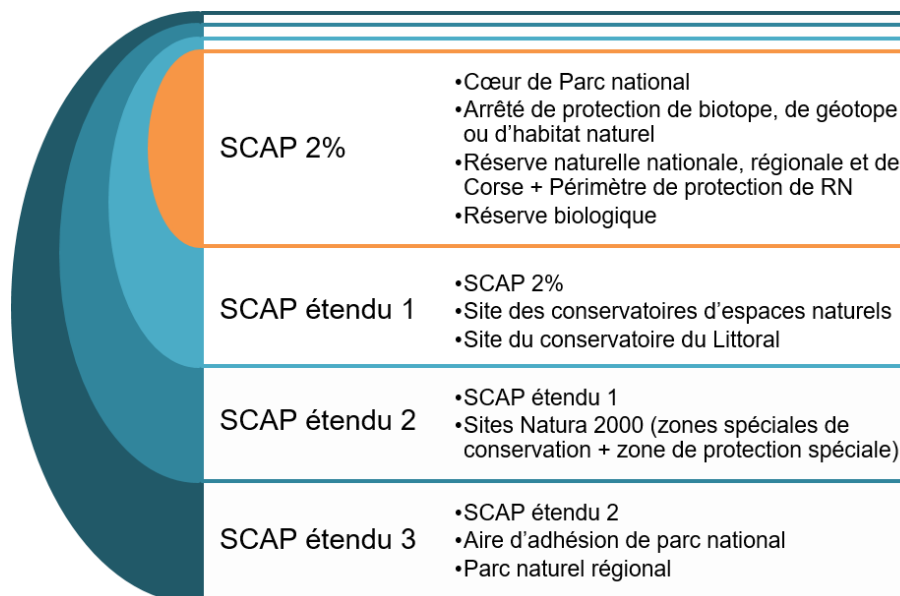 SCAP 2%
•Cœur de Parc national
•Arrêté de protection de biotope, de géotope
ou d'habitat naturel
•Réserve naturelle nationale, régionale et de
Corse + Périmètre de protection de RN
•Réserve biologique
SCAP étendu 1
•SCAP 2%
•Site des conservatoires d'espaces naturels
•Site du conservatoire du Littoral
SCAP étendu 2
•SCAP étendu 1
•Sites Natura 2000 (zones spéciales de
conservation + zone de protection spéciale)
SCAP étendu 3
•SCAP étendu 2
•Aire d'adhésion de parc national
•Parc naturel régional